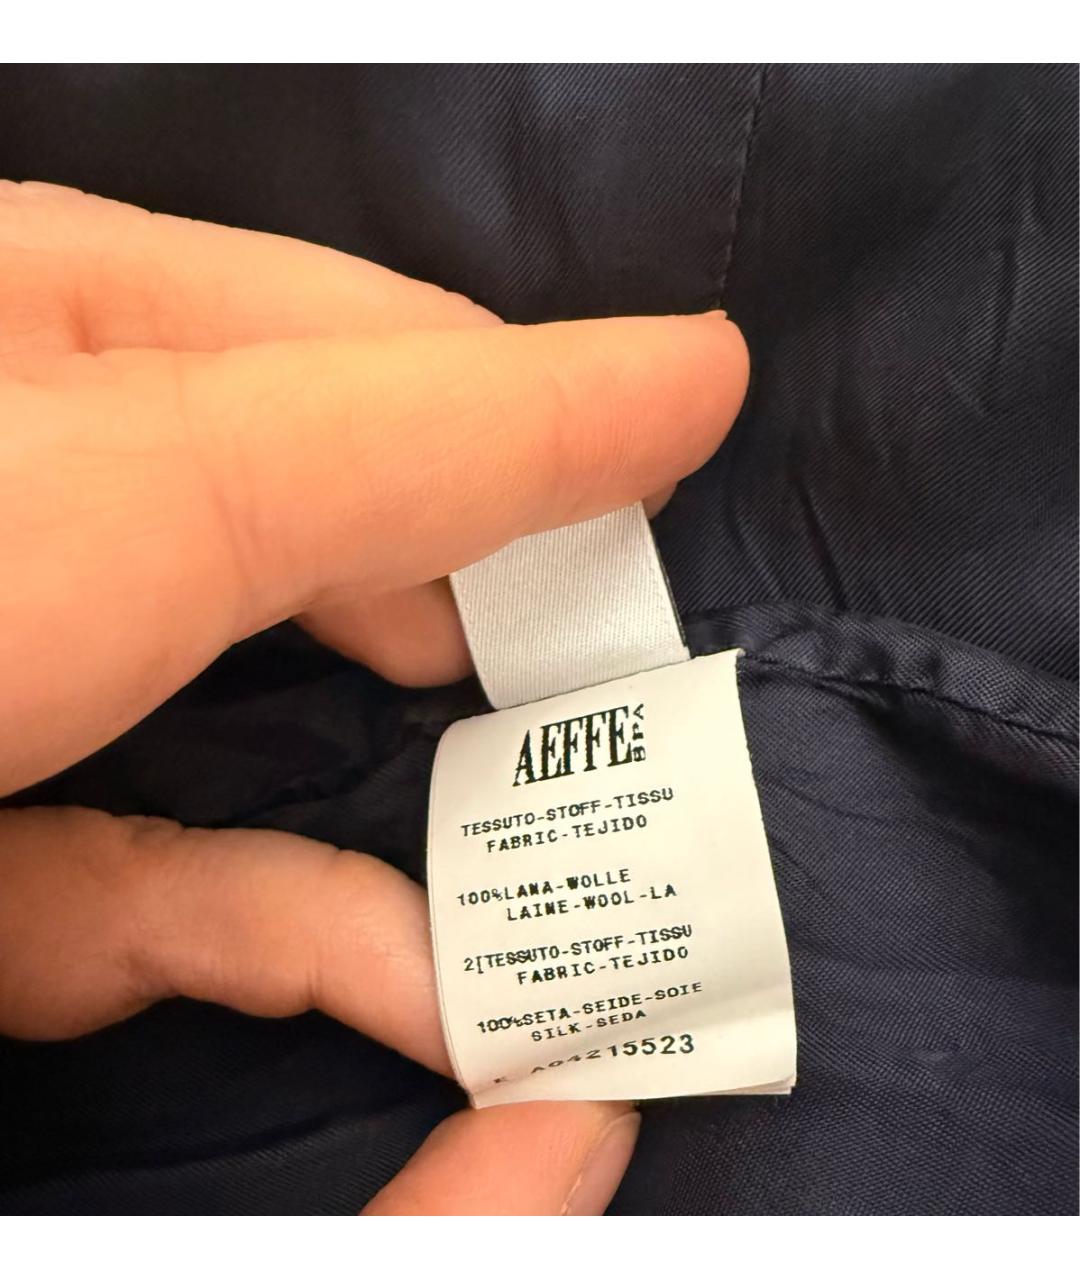 AEFFE SPA
TESSUTO-STOFF-TISSU
FABRIC-TEJIDO
100%LANA-WOLLE
LAINE-WOOL-LA
2[TESSUTO-STOFF-TISSU
FABRIC-TEJIDO
100%SETA-SEIDE-SOIE
SILK-SEDA
A04215523